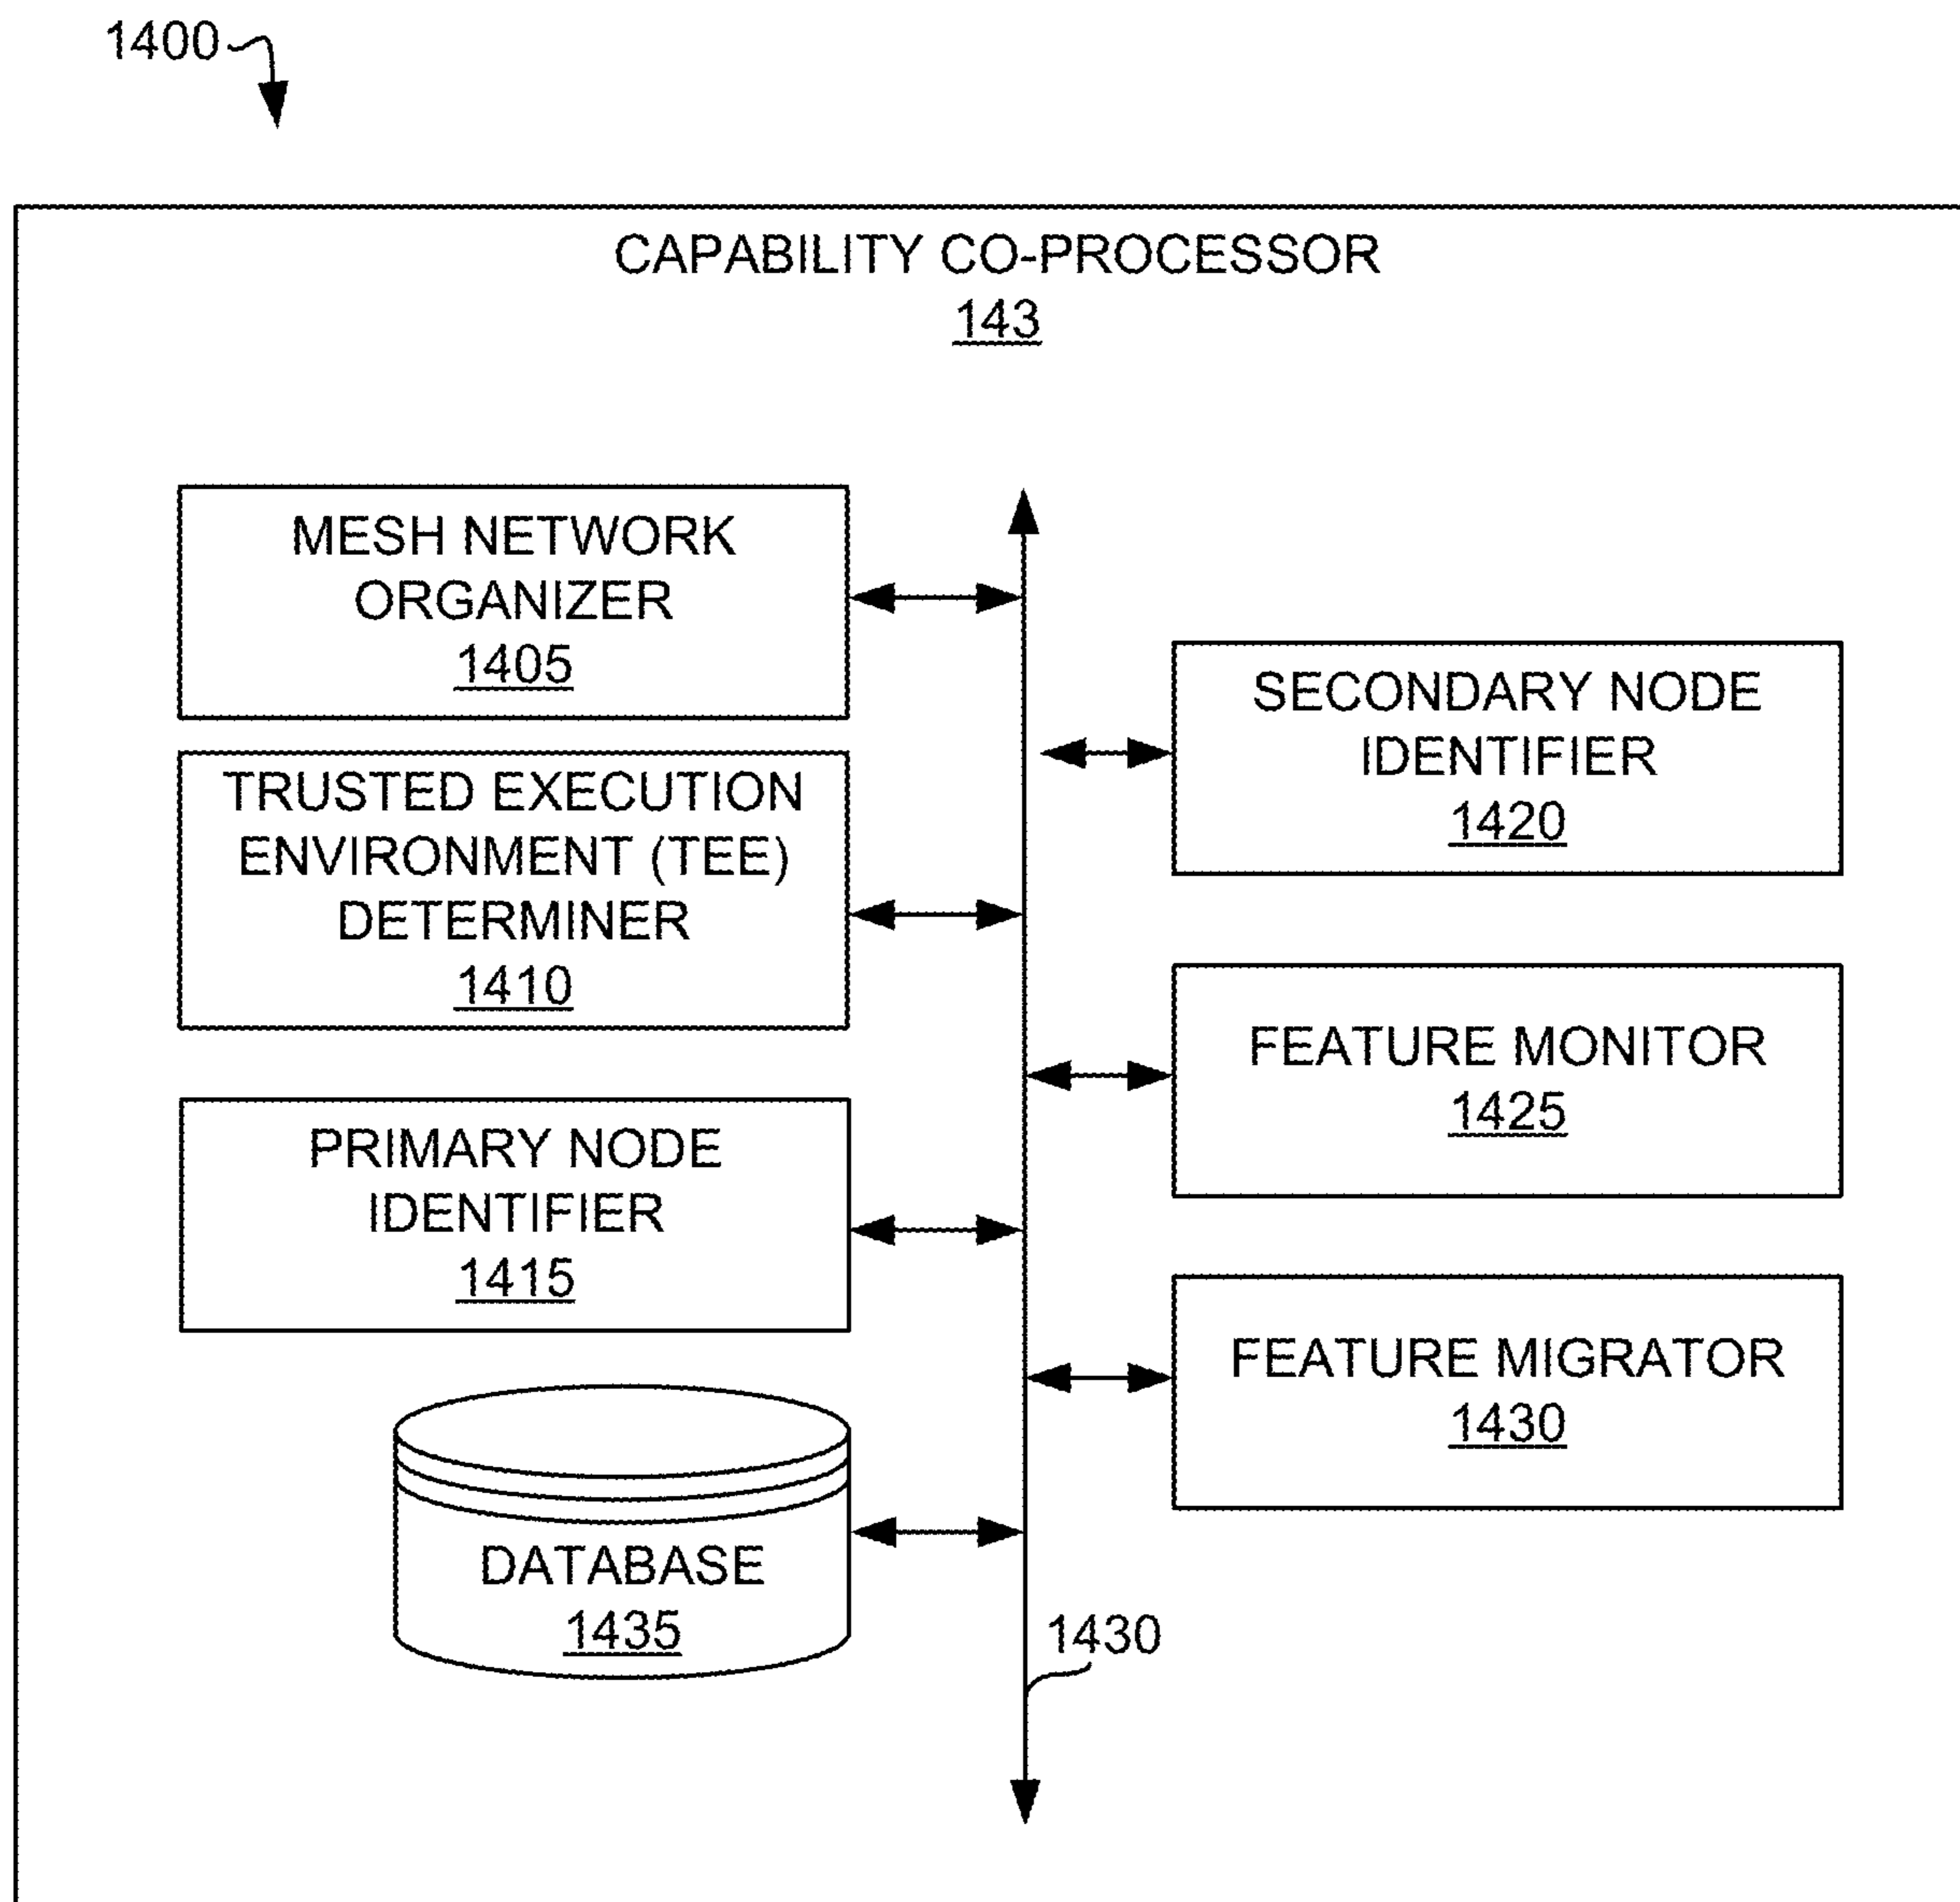 1400
CAPABILITY CO-PROCESSOR
143
MESH NETWORK
ORGANIZER
1405
TRUSTED EXECUTION
ENVIRONMENT (TEE)
DETERMINER
1410
PRIMARY NODE
IDENTIFIER
1415
DATABASE
1435
SECONDARY NODE
IDENTIFIER
1420
FEATURE MONITOR
1425
FEATURE MIGRATOR
1430
1430